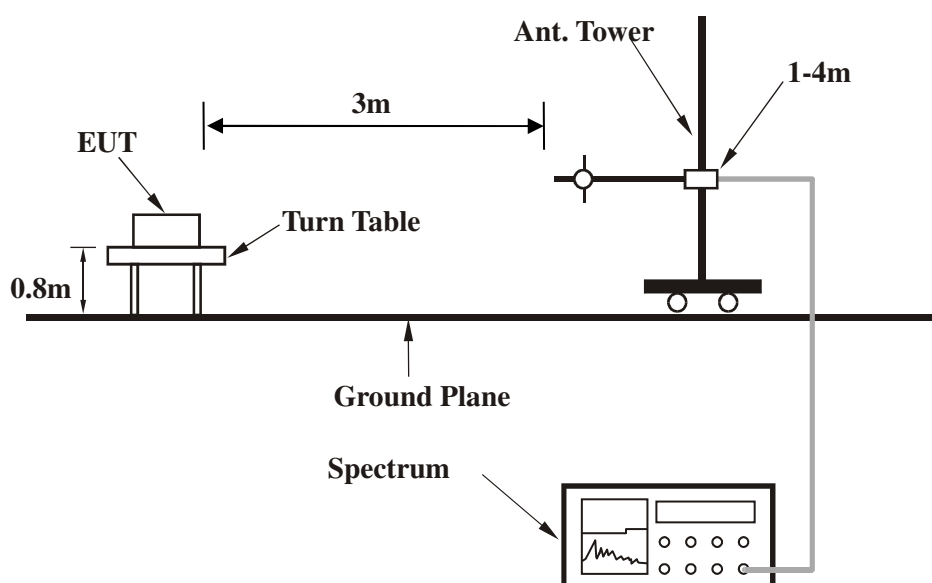 Ant. Tower
1-4m
3m
EUT
Turn Table
0.8m
Ground Plane
Spectrum